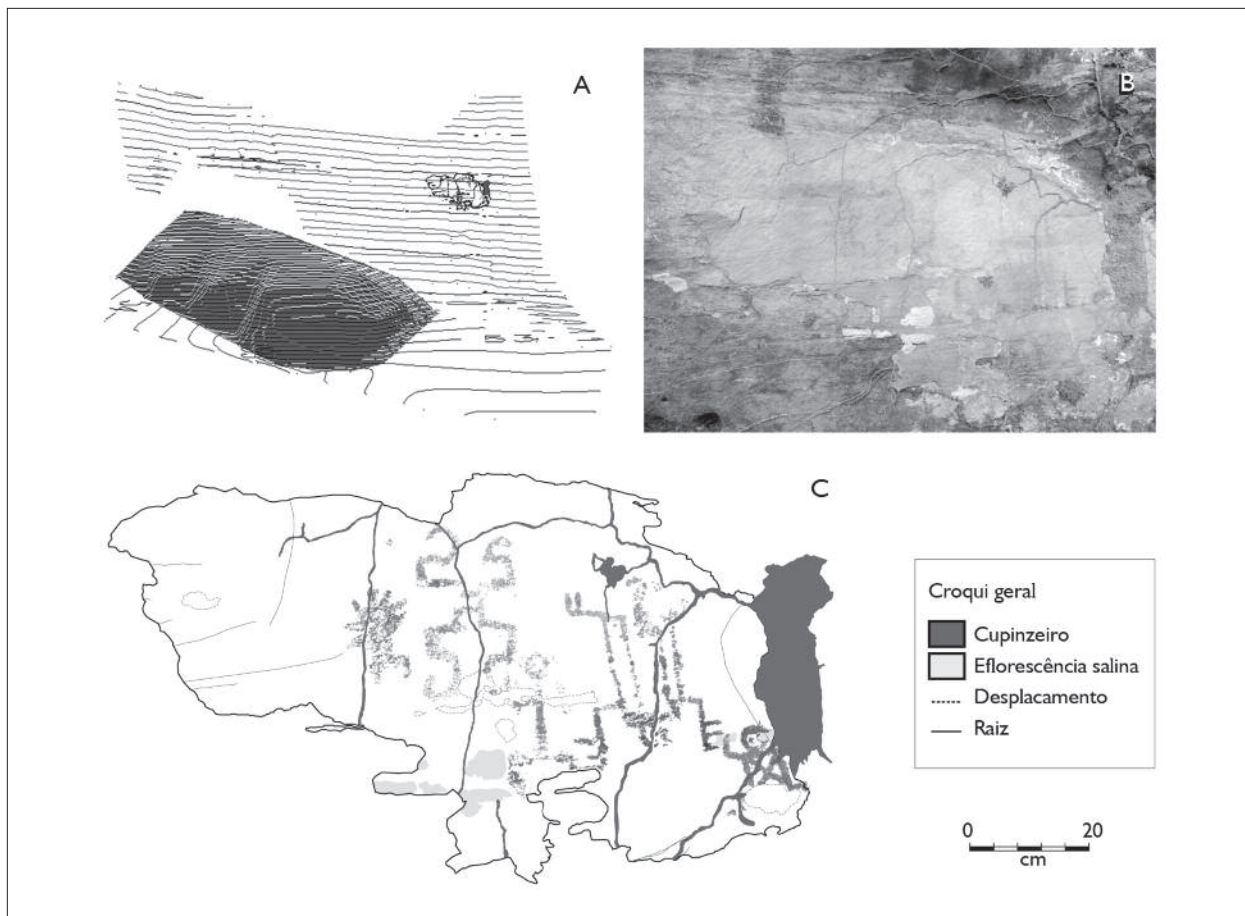 A
B
C
Croqui geral
Cupinzeiro
Eflorescência salina
Desplacamento
Raiz
0 20
cm